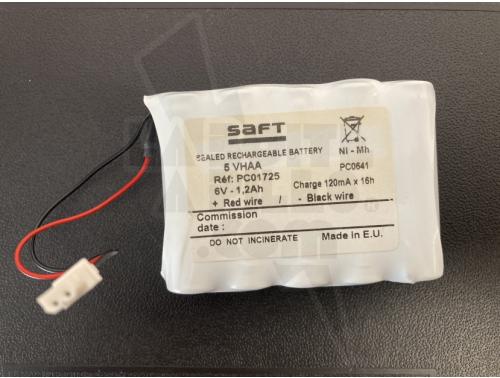 SAFT
SEALED RECHARGEABLE BATTERY Ni - Mh
5 VHAA PC0641
Réf: PC01725
6V - 1,2Ah Charge 120mA x 16h
+ Red wire / - Black wire
Commission
date :
DO NOT INCINERATE Made in E.U.
.com